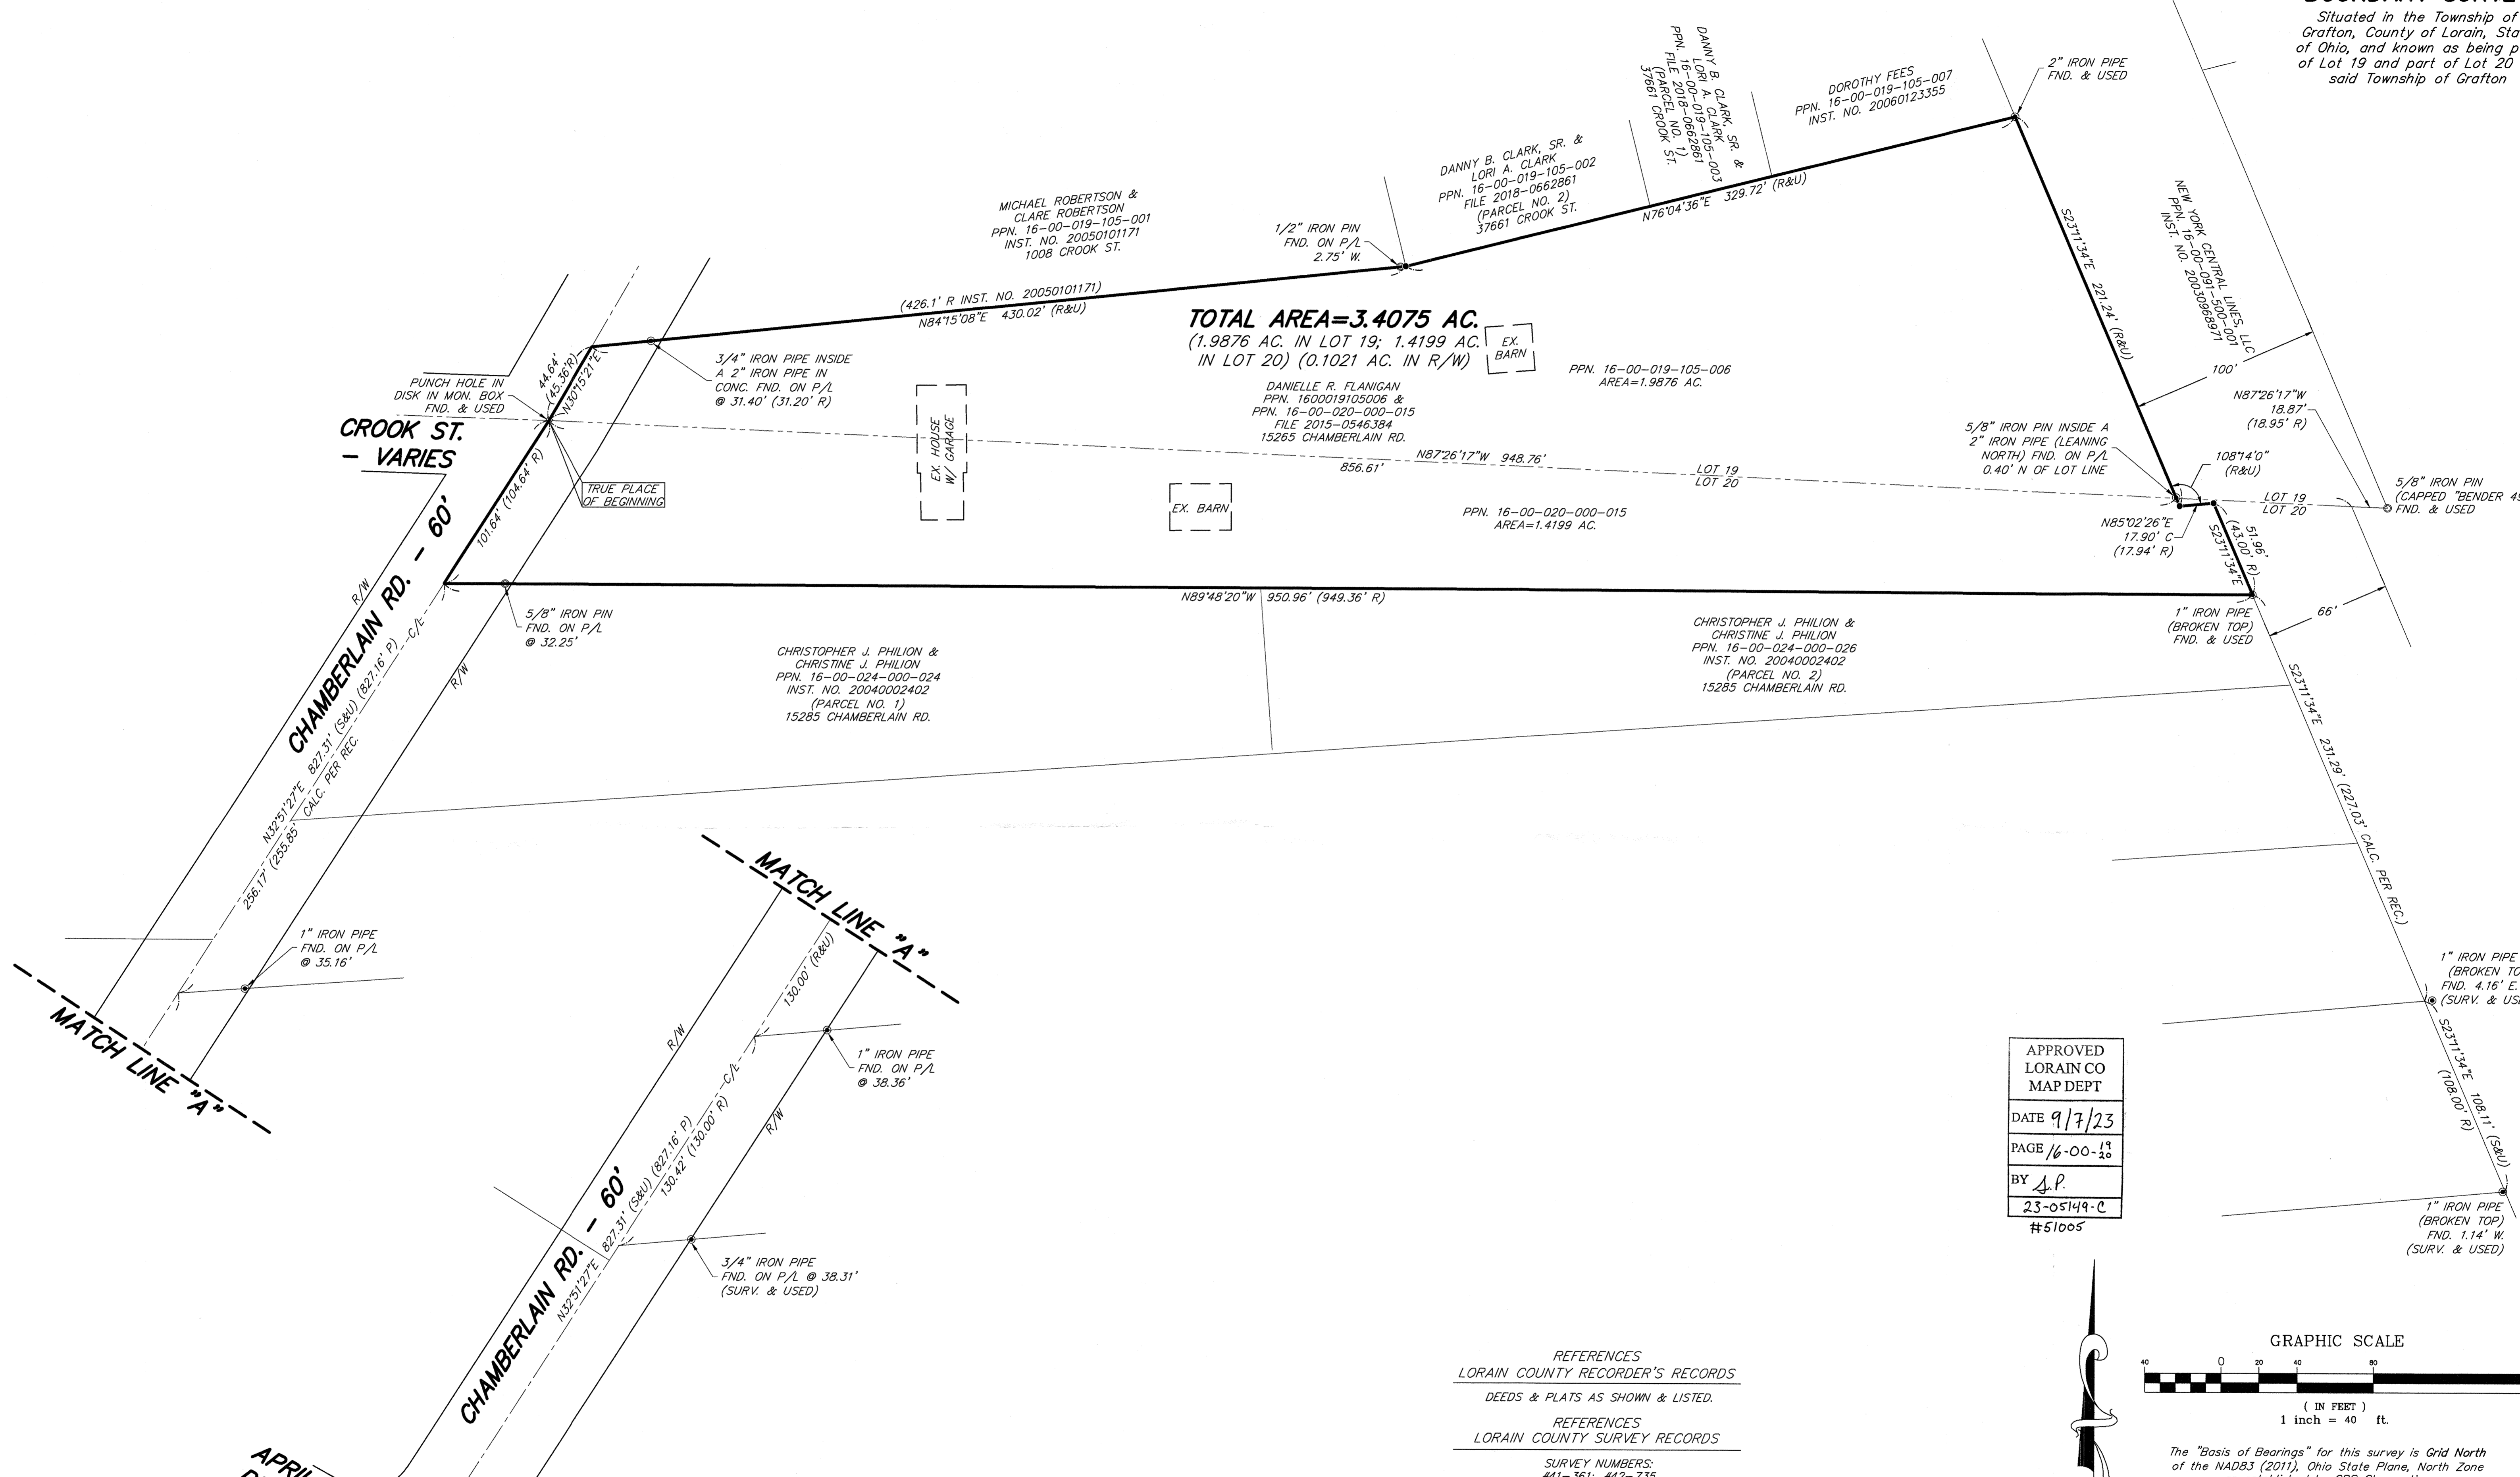 Situated in the Township of
Grafton, County of Lorain,
of Ohio, and known as being
of Lot 19 and part of Lot 20
said Township of Grafton
2" IRON PIPE
FND. & USED
DOROTHY FEES
PPN. 16-00-019-105-007
INST. NO. 20060123355
DANNY B. CLARK, SR. &
LORI A. CLARK
PPN. 16-00-019-105-003
FILE 2018-0662861
(PARCEL NO. 1)
37661 CROOK ST.
DANNY B. CLARK, SR. &
LORI A. CLARK
PPN. 16-00-019-105-002
FILE 2018-0662861
(PARCEL NO. 2)
37661 CROOK ST.
N76°04'36"E 329.72' (R&U)
MICHAEL ROBERTSON &
CLARE ROBERTSON
PPN. 16-00-019-105-001
INST. NO. 20050101171
1008 CROOK ST.
1/2" IRON PIN
FND. ON P/L
2.75' W.
(426.1' R INST. NO. 20050101171)
N84°15'08"E 430.02' (R&U)
S23°11'34"E 221.24' (R&U)
NEW YORK CENTRAL LINES, LLC
PPN. 16-00-091-500-001
INST. NO. 20030968971
100'
TOTAL AREA=3.4075 AC.
(1.9876 AC. IN LOT 19; 1.4199 AC.
IN LOT 20) (0.1021 AC. IN R/W)
EX.
BARN
PPN. 16-00-019-105-006
AREA=1.9876 AC.
DANIELLE R. FLANIGAN
PPN. 1600019105006 &
PPN. 16-00-020-000-015
FILE 2015-0546384
15265 CHAMBERLAIN RD.
3/4" IRON PIPE INSIDE
A 2" IRON PIPE IN
CONC. FND. ON P/L
@ 31.40' (31.20' R)
44.64'
(45.36'R)
N30°15'21"E
PUNCH HOLE IN
DISK IN MON. BOX
FND. & USED
CROOK ST.
- VARIES
TRUE PLACE
OF BEGINNING
101.64' (104.64' R)
EX. HOUSE
W/ GARAGE
EX. BARN
N87°26'17"W 948.76'
856.61'
LOT 19
LOT 20
PPN. 16-00-020-000-015
AREA=1.4199 AC.
5/8" IRON PIN INSIDE A
2" IRON PIPE (LEANING
NORTH) FND. ON P/L
0.40' N OF LOT LINE
108°14'0"
(R&U)
N87°26'17"W
18.87'
(18.95' R)
LOT 19
LOT 20
5/8" IRON PIN
(CAPPED "BENDER
FND. & USED
N85°02'26"E
17.90' C
(17.94' R)
51.96'
(43.00' R)
S23°11'34"E
66'
1" IRON PIPE
(BROKEN TOP)
FND. & USED
N89°48'20"W 950.96' (949.36' R)
5/8" IRON PIN
FND. ON P/L
@ 32.25'
CHAMBERLAIN RD. - 60'
R/W
C/L
R/W
N32°51'27"E 827.31' (S&U) (827.16' P)
256.17' (255.85' CALC. PER REC.
CHRISTOPHER J. PHILION &
CHRISTINE J. PHILION
PPN. 16-00-024-000-024
INST. NO. 20040002402
(PARCEL NO. 1)
15285 CHAMBERLAIN RD.
CHRISTOPHER J. PHILION &
CHRISTINE J. PHILION
PPN. 16-00-024-000-026
INST. NO. 20040002402
(PARCEL NO. 2)
15285 CHAMBERLAIN RD.
S23°11'34"E 231.29' (227.03' CALC. PER REC.)
1" IRON PIPE
FND. ON P/L
@ 35.16'
MATCH LINE "A"
MATCH LINE "A"
130.00' (R&U)
1" IRON PIPE
FND. ON P/L
@ 38.36'
R/W
C/L
R/W
CHAMBERLAIN RD. - 60'
N32°51'27"E 827.31' (S&U) (827.16' P)
130.42' (130.00' R)
3/4" IRON PIPE
FND. ON P/L @ 38.31'
(SURV. & USED)
1" IRON PIPE
(BROKEN
FND. 4.16' E.
(SURV. &
S23°11'34"E 108.11' (S&U)
(108.00' R)
1" IRON PIPE
(BROKEN TOP)
FND. 1.14' W.
(SURV. & USED)
APPROVED
LORAIN CO
MAP DEPT
DATE 9/7/23
PAGE 16-00-19
20
BY J.P.
23-05149-C
#51005
REFERENCES
LORAIN COUNTY RECORDER'S RECORDS
DEEDS & PLATS AS SHOWN & LISTED.
REFERENCES
LORAIN COUNTY SURVEY RECORDS
SURVEY NUMBERS:
GRAPHIC SCALE
40 0 20 40 80
( IN FEET )
1 inch = 40 ft.
The "Basis of Bearings" for this survey is Grid North
of the NAD83 (2011), Ohio State Plane, North Zone